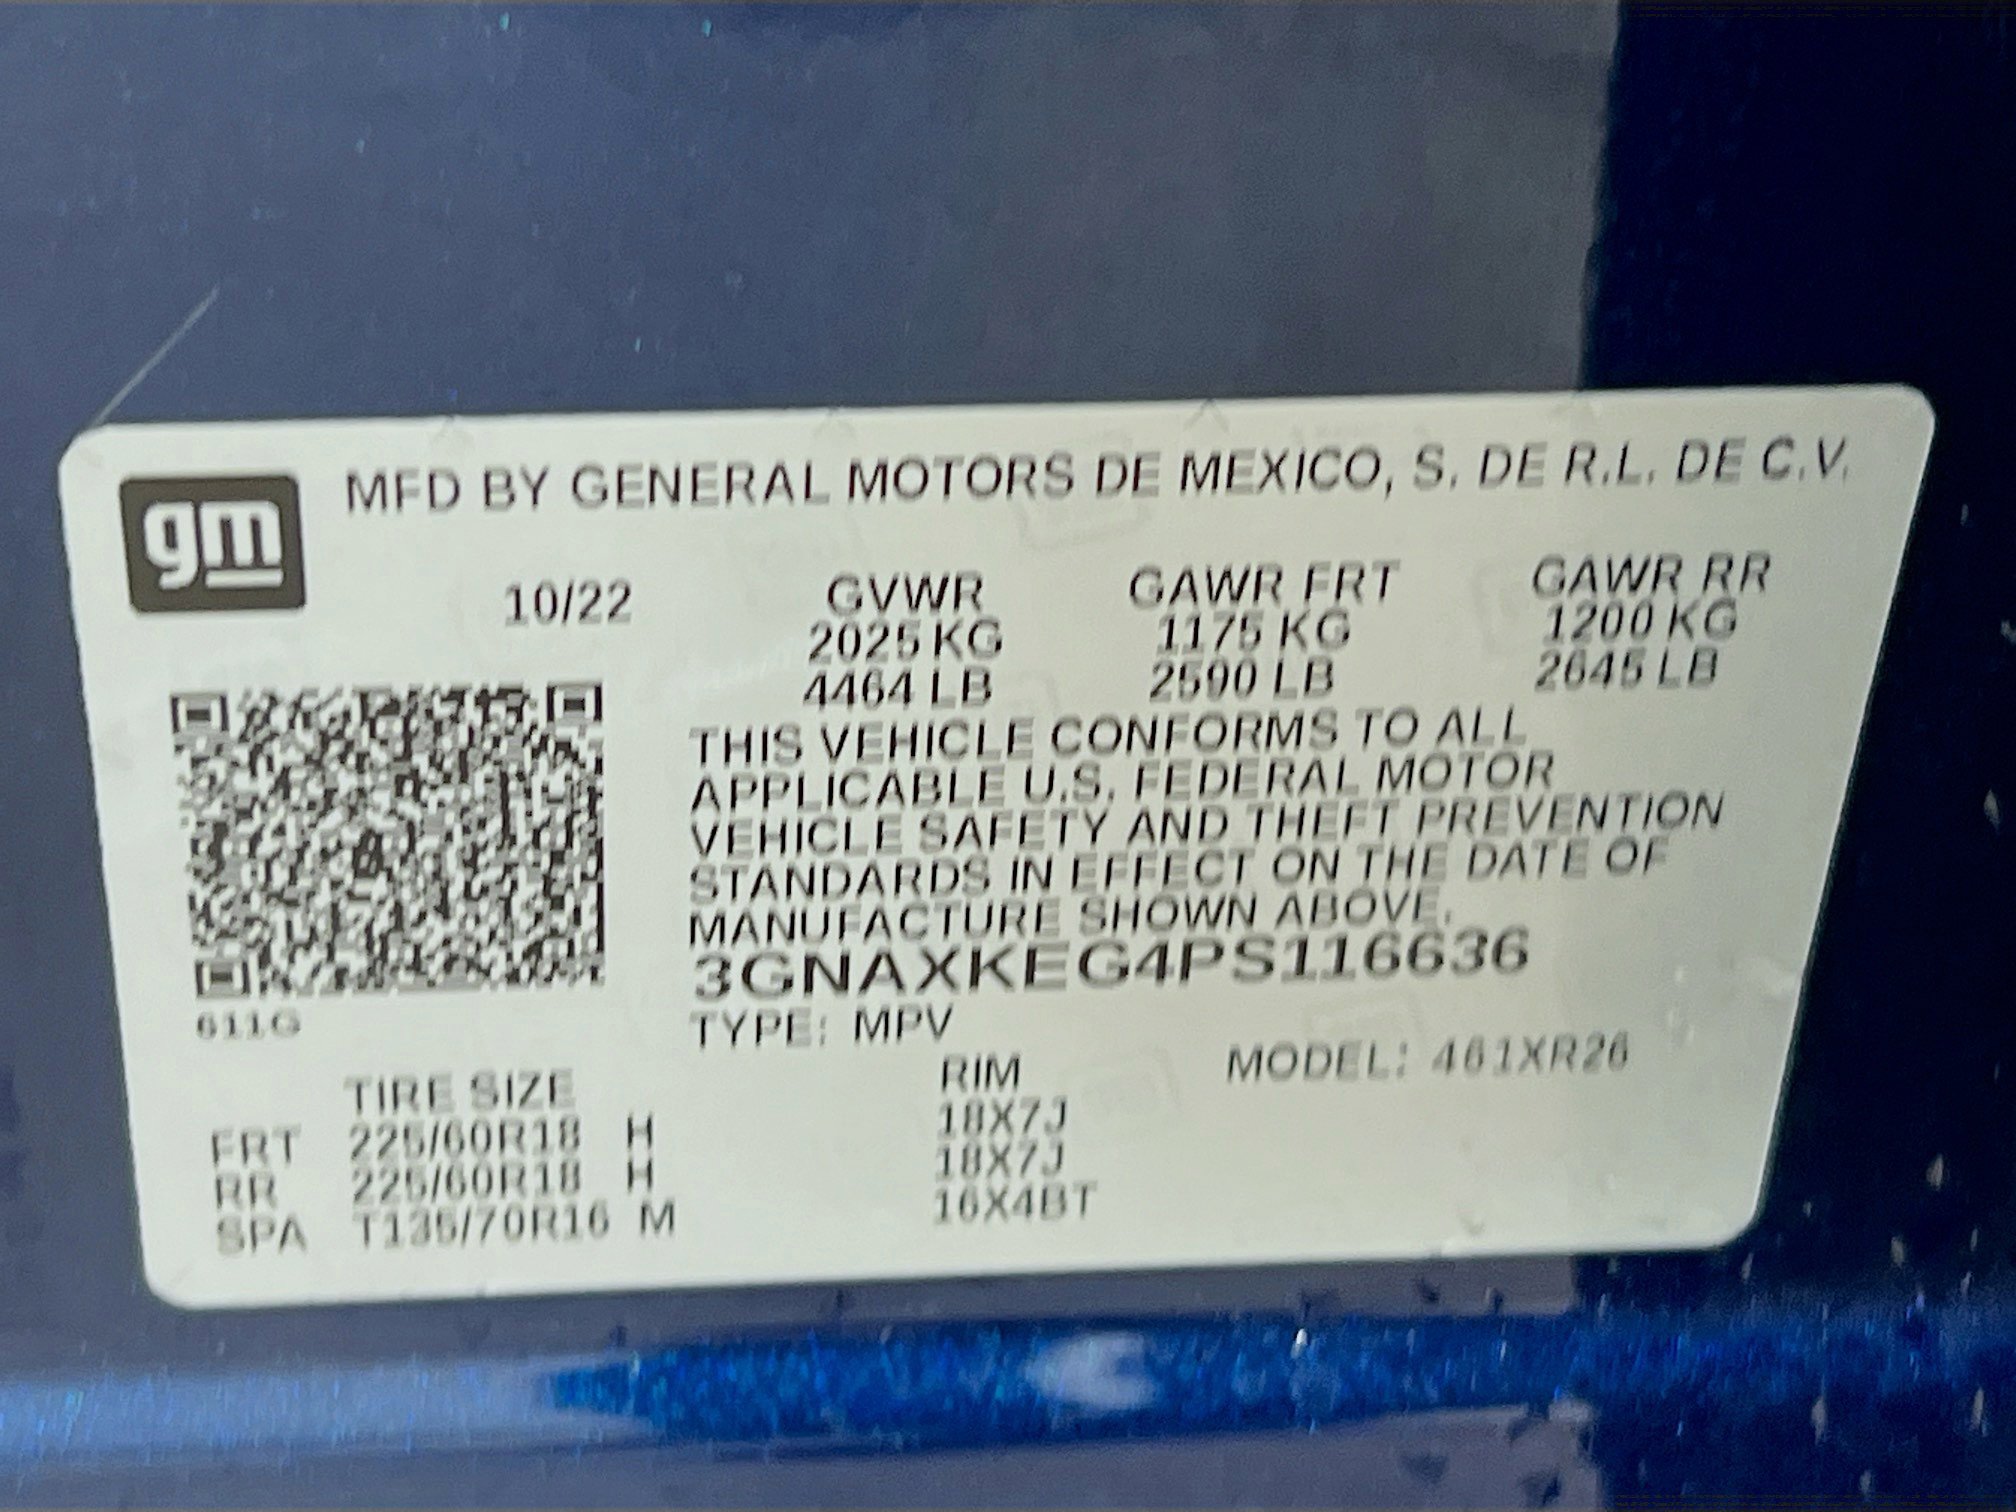 gm
MFD BY GENERAL MOTORS DE MEXICO, S. DE R.L. DE C.V.
10/22
GVWR GAWR FRT GAWR RR
2025 KG 1175 KG 1200 KG
4464 LB 2590 LB 2645 LB
THIS VEHICLE CONFORMS TO ALL
APPLICABLE U.S. FEDERAL MOTOR
VEHICLE SAFETY AND THEFT PREVENTION
STANDARDS IN EFFECT ON THE DATE OF
MANUFACTURE SHOWN ABOVE.
3GNAXKEG4PS116636
611G
TYPE: MPV
MODEL: 461XR26
TIRE SIZE RIM
FRT 225/60R18 H 18X7J
RR 225/60R18 H 18X7J
SPA T135/70R16 M 16X4BT